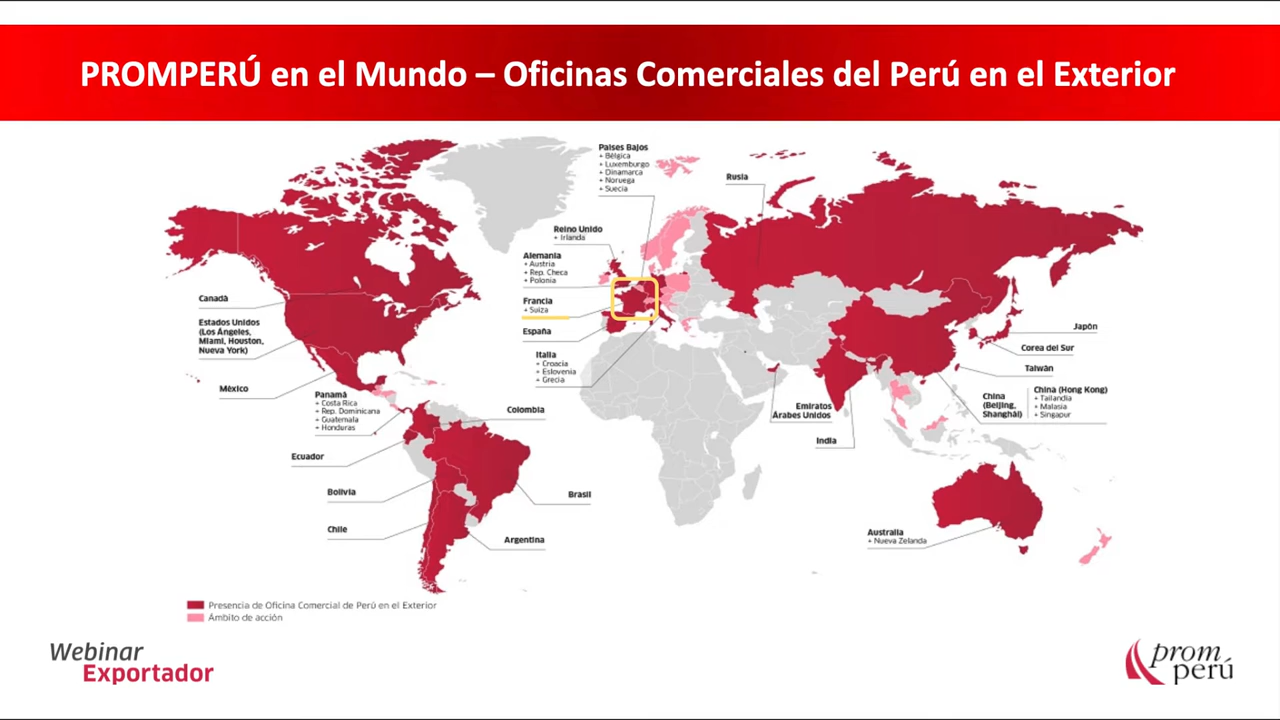 PROMPERÚ en el Mundo – Oficinas Comerciales del Perú en el Exterior
Países Bajos
+ Bélgica
+ Luxemburgo
+ Dinamarca
+ Noruega
+ Suecia
Rusia
Reino Unido
+ Irlanda
Alemania
+ Austria
+ Rep. Checa
+ Polonia
Francia
+ Suiza
España
Italia
+ Croacia
+ Eslovenia
+ Grecia
Canadá
Estados Unidos
(Los Ángeles,
Miami, Houston,
Nueva York)
México
Panamá
+ Costa Rica
+ Rep. Dominicana
+ Guatemala
+ Honduras
Colombia
Ecuador
Bolivia
Brasil
Chile
Argentina
Japón
Corea del Sur
Taiwán
China
(Beijing,
Shanghái)
China (Hong Kong)
+ Tailandia
+ Malasia
+ Singapur
Emiratos
Árabes Unidos
India
Australia
+ Nueva Zelanda
Presencia de Oficina Comercial de Perú en el Exterior
Ámbito de acción
Webinar
Exportador
prom
perú